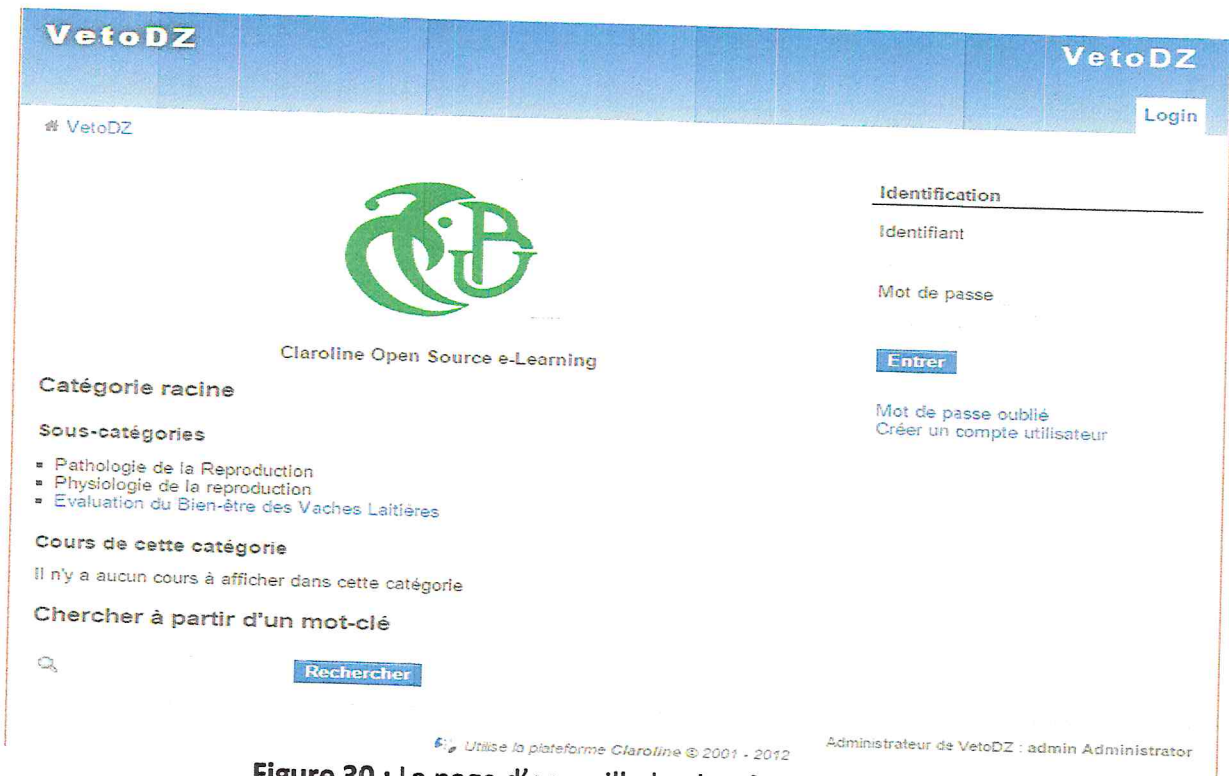 VetoDZ
VetoDZ
Login
VetoDZ
Claroline Open Source e-Learning
Catégorie racine
Sous-catégories
Pathologie de la Reproduction
Physiologie de la reproduction
Evaluation du Bien-être des Vaches Laitières
Cours de cette catégorie
Il n'y a aucun cours à afficher dans cette catégorie
Chercher à partir d'un mot-clé
Rechercher
Identification
Identifiant
Mot de passe
Entrer
Mot de passe oublié
Créer un compte utilisateur
Utilise la plateforme Claroline © 2001 - 2012
Administrateur de VetoDZ : admin Administrator
Figure 30 : La page d'accueil